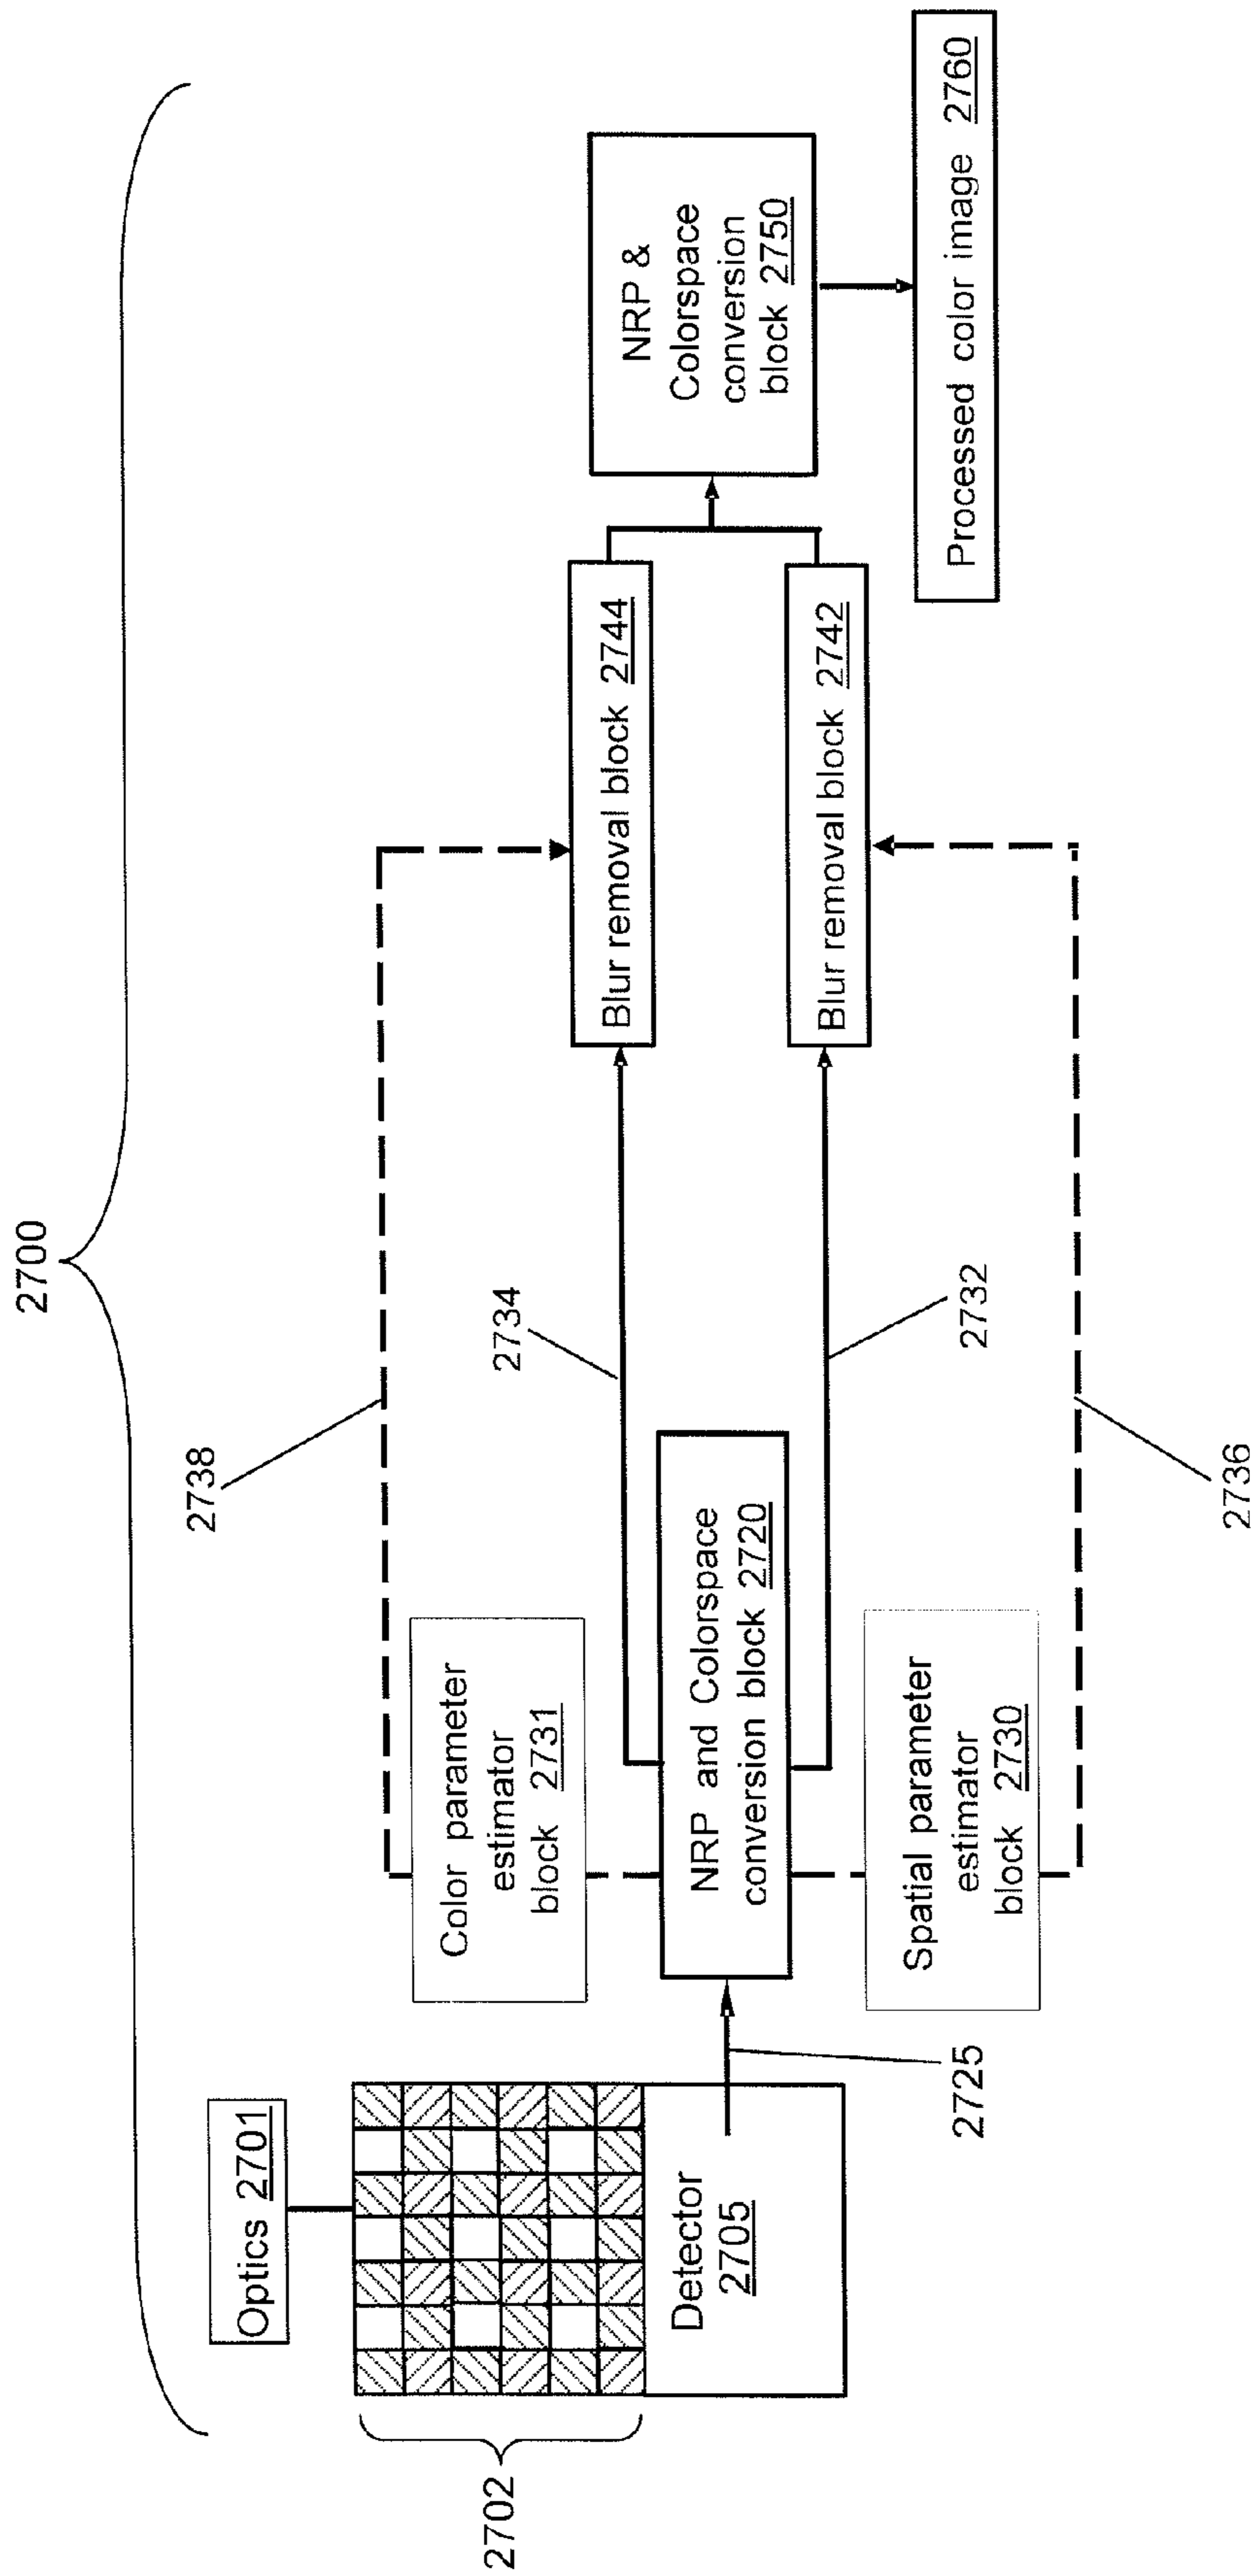 2700
2738
2734
2732
2736
2725
2702
Optics 2701
Detector
2705
Color parameter
estimator
block 2731
NRP and Colorspace
conversion block 2720
Spatial parameter
estimator
block 2730
Blur removal block 2744
Blur removal block 2742
NRP &
Colorspace
conversion
block 2750
Processed color image 2760